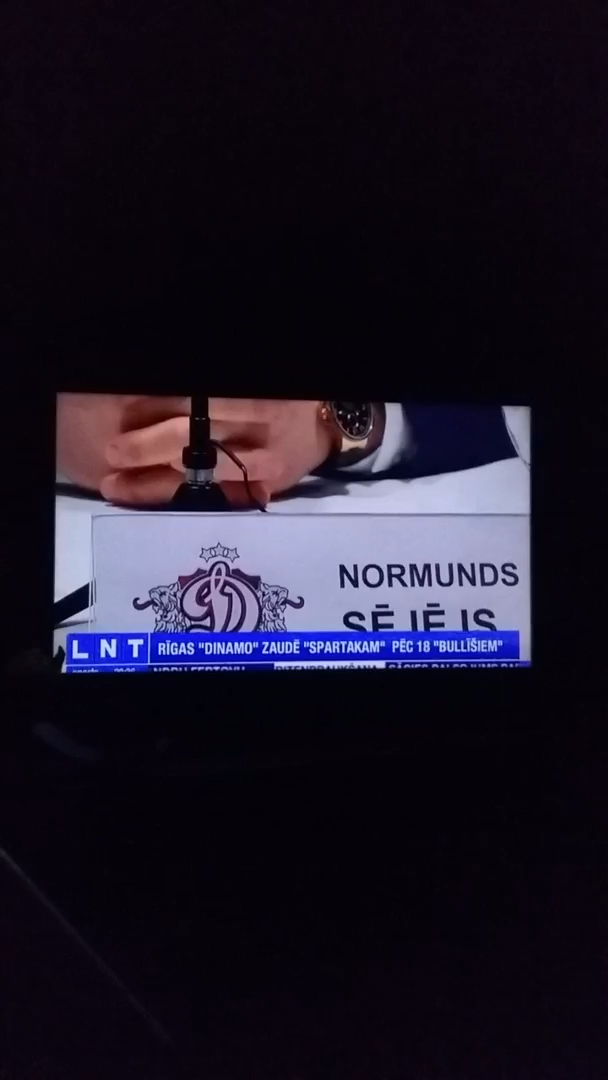 NORMUNDS
SĒJĒJS
LNT
RĪGAS "DINAMO" ZAUDĒ "SPARTAKAM" PĒC 18 "BULLĪŠIEM"